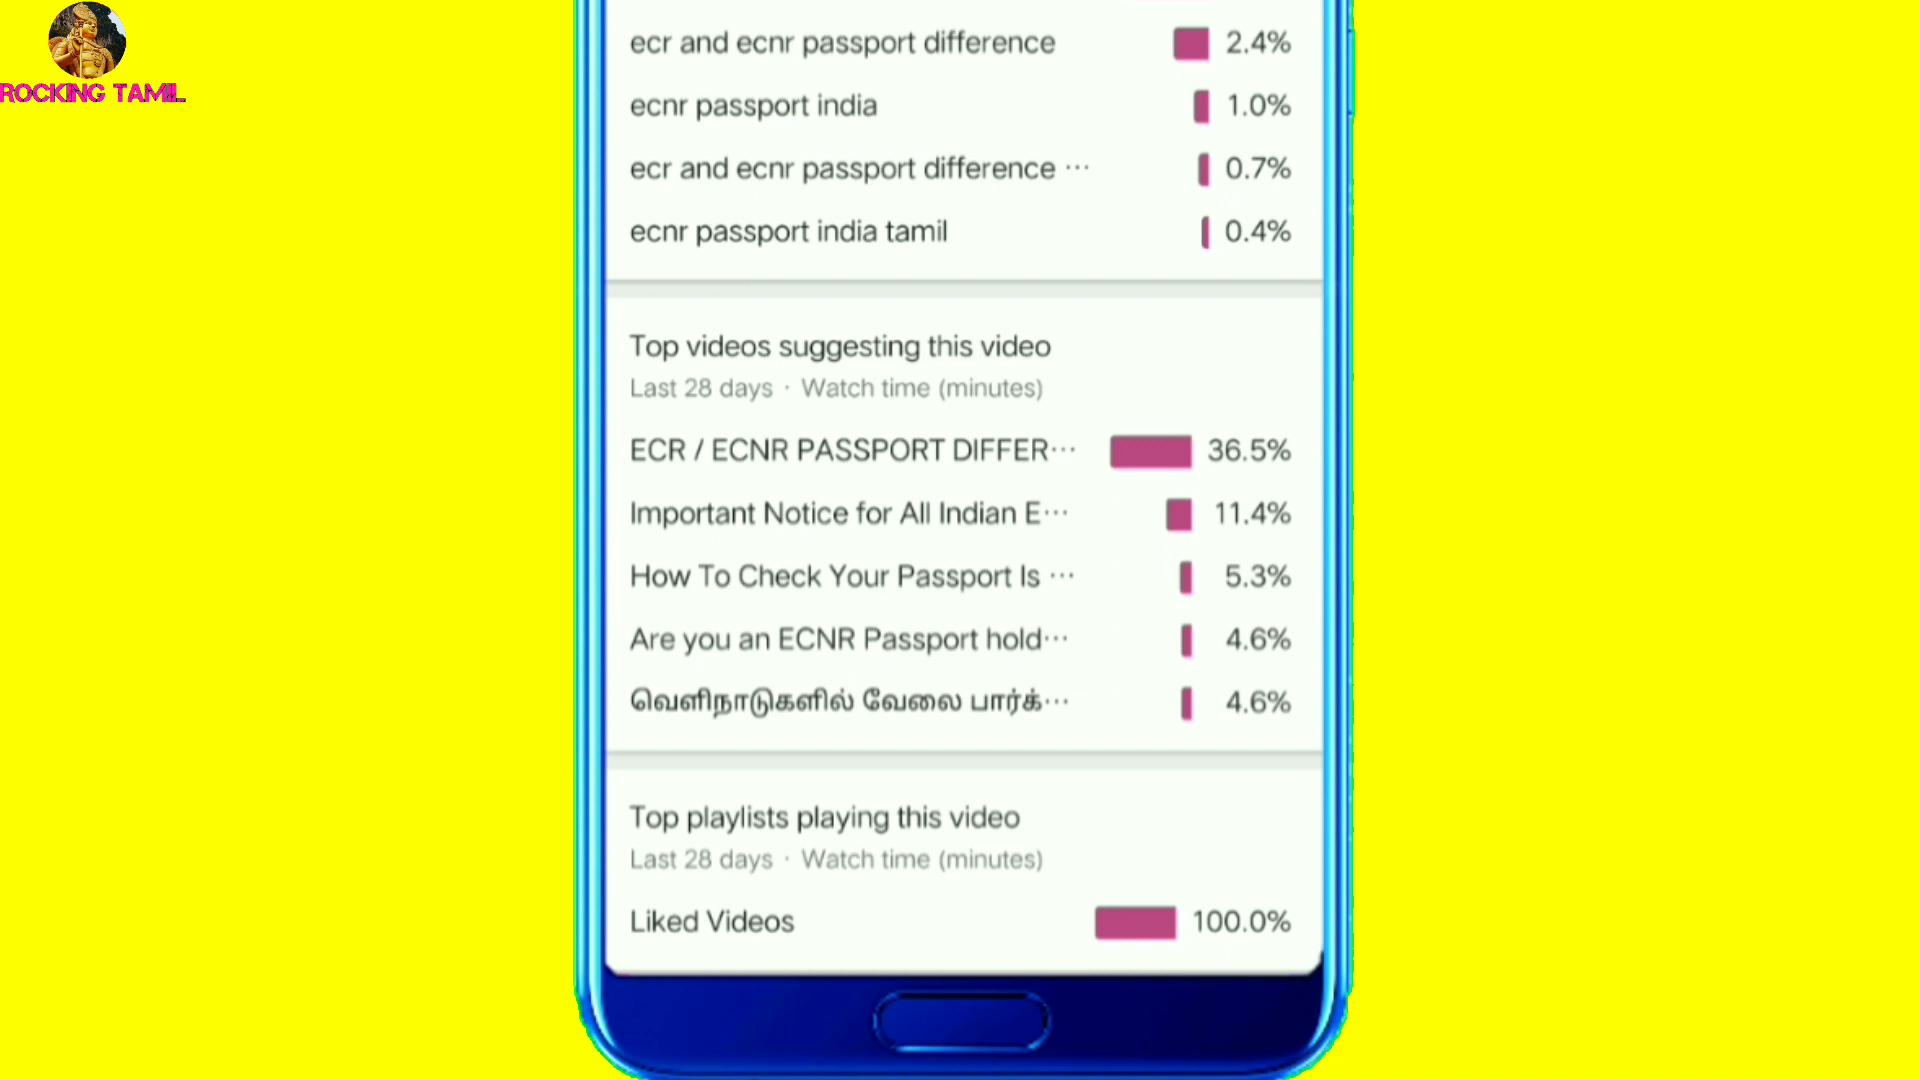 ROCKING TAMIL
ecr and ecnr passport difference 2.4%
ecnr passport india 1.0%
ecr and ecnr passport difference ··· 0.7%
ecnr passport india tamil 0.4%
Top videos suggesting this video
Last 28 days · Watch time (minutes)
ECR / ECNR PASSPORT DIFFER··· 36.5%
Important Notice for All Indian E··· 11.4%
How To Check Your Passport Is ··· 5.3%
Are you an ECNR Passport hold··· 4.6%
வெளிநாடுகளில் வேலை பார்க்··· 4.6%
Top playlists playing this video
Last 28 days · Watch time (minutes)
Liked Videos 100.0%